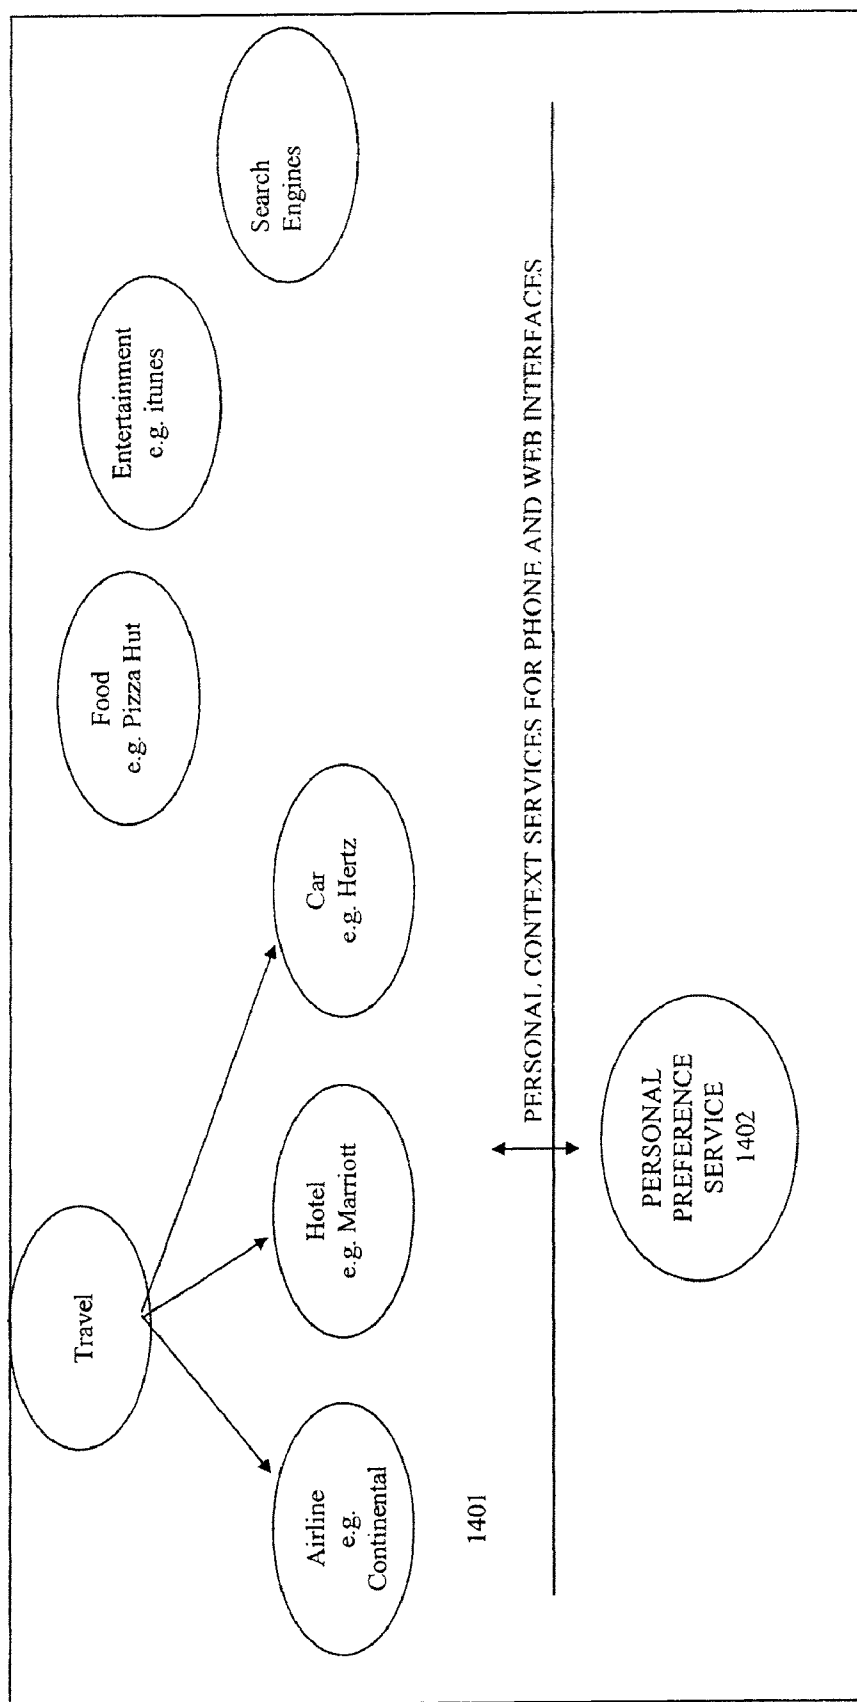 Travel
Food
e.g. Pizza Hut
Entertainment
e.g. itunes
Search
Engines
Airline
e.g.
Continental
Hotel
e.g. Marriott
Car
e.g. Hertz
1401
PERSONAL CONTEXT SERVICES FOR PHONE AND WEB INTERFACES
PERSONAL
PREFERENCE
SERVICE
1402